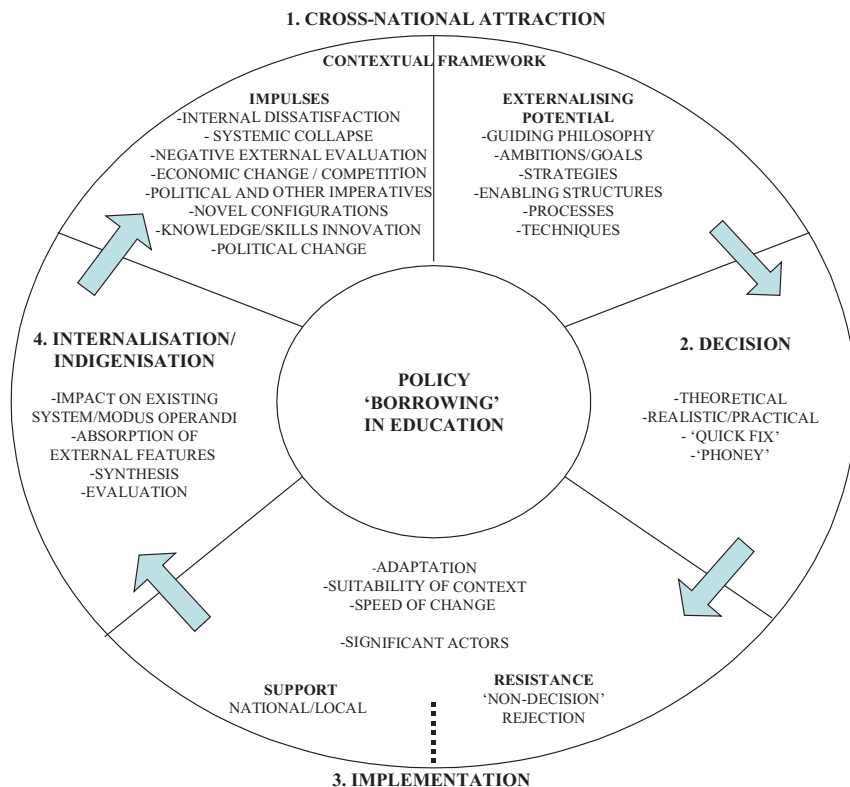 1. CROSS-NATIONAL ATTRACTION
CONTEXTUAL FRAMEWORK
IMPULSES
-INTERNAL DISSATISFACTION
- SYSTEMIC COLLAPSE
-NEGATIVE EXTERNAL EVALUATION
-ECONOMIC CHANGE / COMPETITION
-POLITICAL AND OTHER IMPERATIVES
-NOVEL CONFIGURATIONS
-KNOWLEDGE/SKILLS INNOVATION
-POLITICAL CHANGE
EXTERNALISING
POTENTIAL
-GUIDING PHILOSOPHY
-AMBITIONS/GOALS
-STRATEGIES
-ENABLING STRUCTURES
-PROCESSES
-TECHNIQUES
2. DECISION
-THEORETICAL
-REALISTIC/PRACTICAL
- ‘QUICK FIX’
-‘PHONEY’
POLICY
‘BORROWING’
IN EDUCATION
4. INTERNALISATION/
INDIGENISATION
-IMPACT ON EXISTING
SYSTEM/MODUS OPERANDI
-ABSORPTION OF
EXTERNAL FEATURES
-SYNTHESIS
-EVALUATION
-ADAPTATION
-SUITABILITY OF CONTEXT
-SPEED OF CHANGE
-SIGNIFICANT ACTORS
SUPPORT
NATIONAL/LOCAL
RESISTANCE
‘NON-DECISION’
REJECTION
3. IMPLEMENTATION